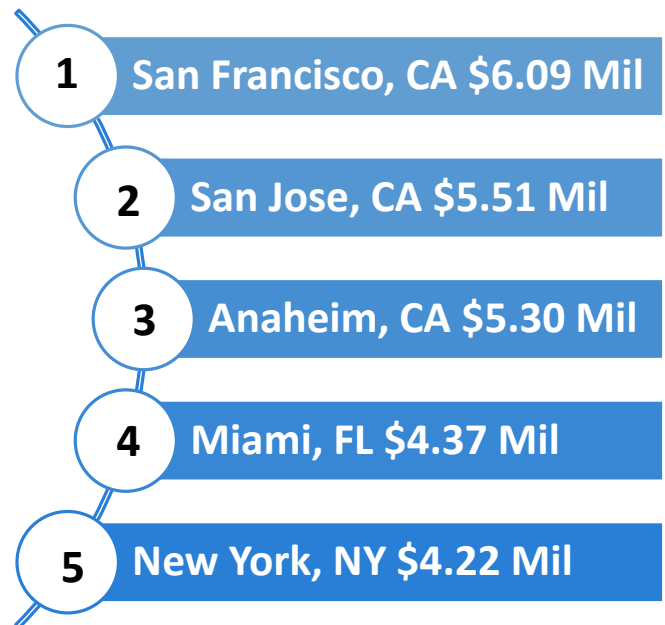 1 San Francisco, CA $6.09 Mil
2 San Jose, CA $5.51 Mil
3 Anaheim, CA $5.30 Mil
4 Miami, FL $4.37 Mil
5 New York, NY $4.22 Mil